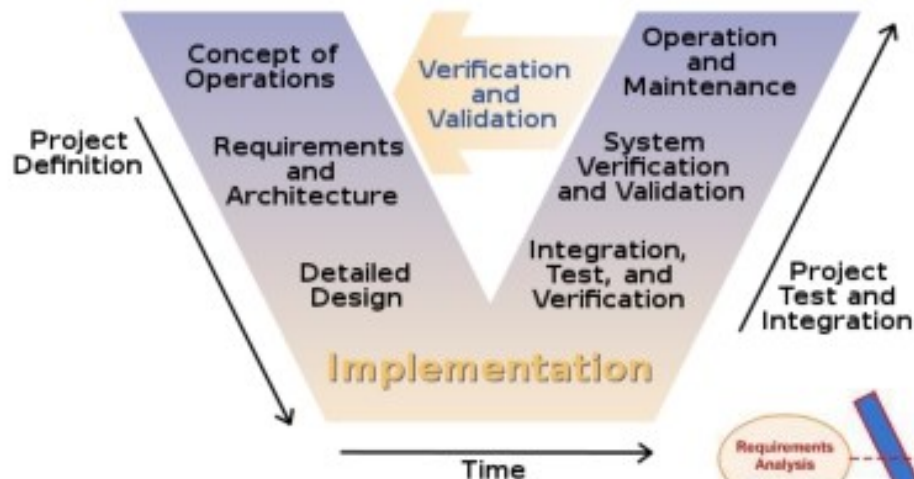 Concept of
Operations
Verification
and
Validation
Operation
and
Maintenance
Project
Definition
Requirements
and
Architecture
System
Verification
and Validation
Detailed
Design
Integration,
Test, and
Verification
Project
Test and
Integration
Implementation
Time
Requirements
Analysis